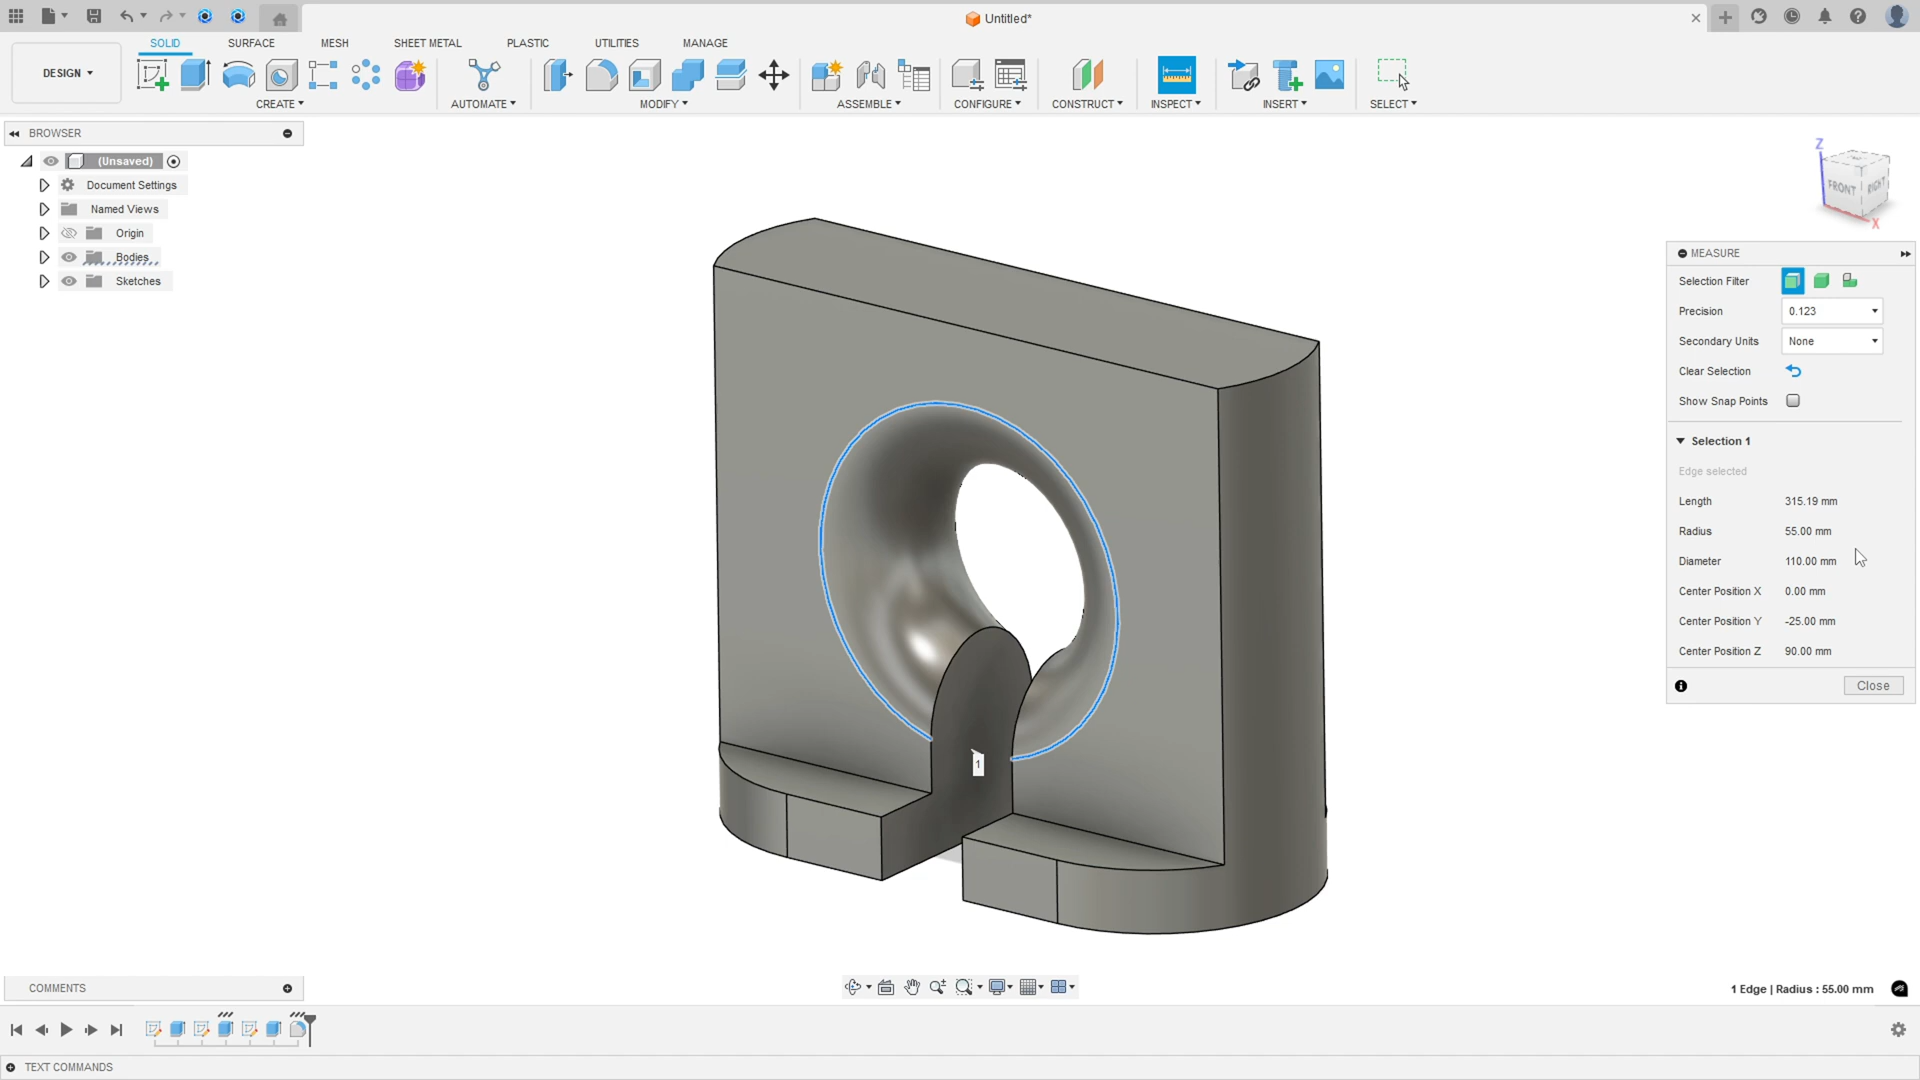 Untitled*
DESIGN
SOLID
SURFACE
MESH
SHEET METAL
PLASTIC
UTILITIES
MANAGE
CREATE
AUTOMATE
MODIFY
ASSEMBLE
CONFIGURE
CONSTRUCT
INSPECT
INSERT
SELECT
BROWSER
(Unsaved)
Document Settings
Named Views
Origin
Bodies
Sketches
Z
FRONT
RIGHT
X
MEASURE
Selection Filter
Precision 0.123
Secondary Units None
Clear Selection
Show Snap Points
Selection 1
Edge selected
Length 315.19 mm
Radius 55.00 mm
Diameter 110.00 mm
Center Position X 0.00 mm
Center Position Y -25.00 mm
Center Position Z 90.00 mm
Close
1
COMMENTS
1 Edge | Radius : 55.00 mm
TEXT COMMANDS